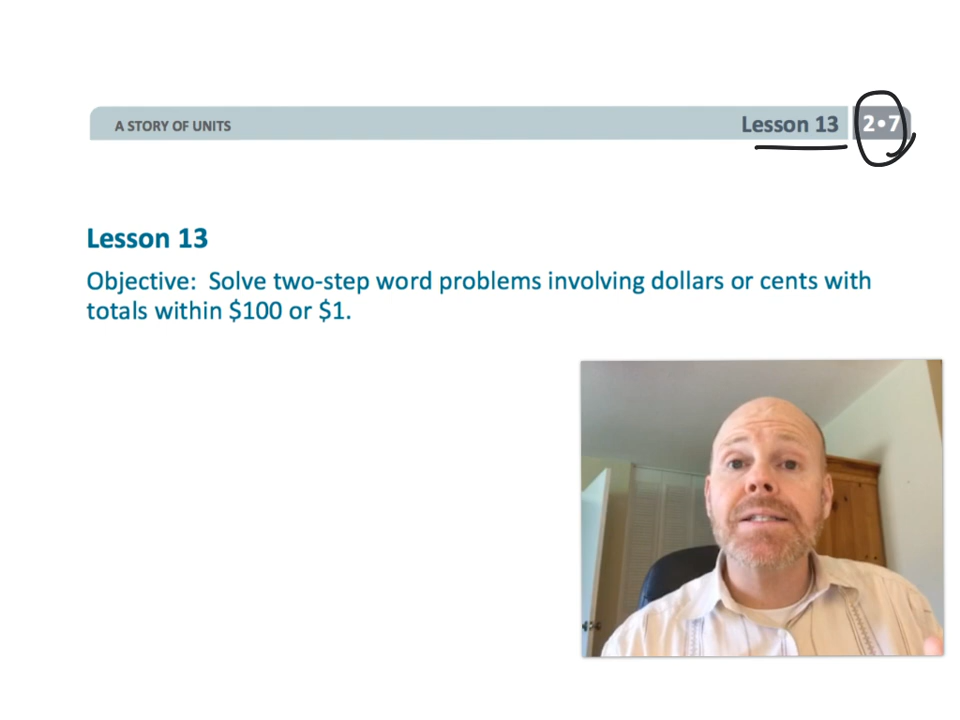 A STORY OF UNITS
Lesson 13
2•7
Lesson 13
Objective: Solve two-step word problems involving dollars or cents with
totals within $100 or $1.